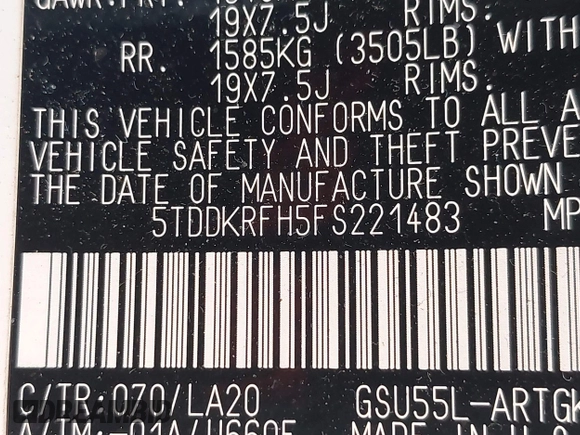 19X7.5J RIMS:
RR. 1585KG (3505LB) WITH
19X7.5J RIMS:
THIS VEHICLE CONFORMS TO ALL A
VEHICLE SAFETY AND THEFT PREVE
THE DATE OF MANUFACTURE SHOWN
5TDDKRFH5FS221483 MP
C/TR:070/LA20 GSU55L-ARTGK